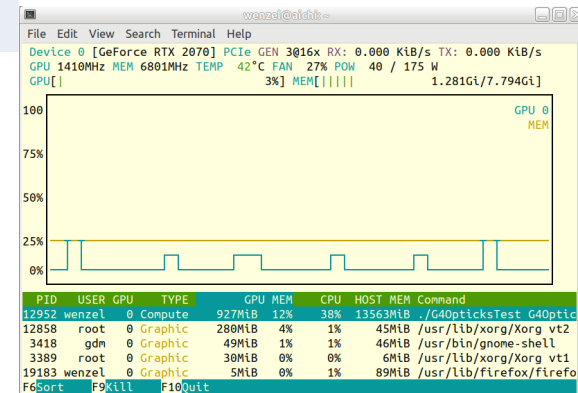 wenzel@aichi: ~
File Edit View Search Terminal Help
Device 0 [GeForce RTX 2070] PCIe GEN 3@16x RX: 0.000 KiB/s TX: 0.000 KiB/s
GPU 1410MHz MEM 6801MHz TEMP 42°C FAN 27% POW 40 / 175 W
GPU[| 3%] MEM[||||| 1.281Gi/7.794Gi]
100
GPU 0
MEM
75%
50%
25%
0%
PID USER GPU TYPE GPU MEM CPU HOST MEM Command
12952 wenzel 0 Compute 927MiB 12% 38% 13563MiB ./G4OpticksTest G4Optic
12858 root 0 Graphic 280MiB 4% 1% 45MiB /usr/lib/xorg/Xorg vt2
3418 gdm 0 Graphic 49MiB 1% 1% 46MiB /usr/bin/gnome-shell
3389 root 0 Graphic 30MiB 0% 0% 6MiB /usr/lib/xorg/Xorg vt1
19183 wenzel 0 Graphic 5MiB 0% 1% 89MiB /usr/lib/firefox/firefo
F6Sort F9Kill F10Quit